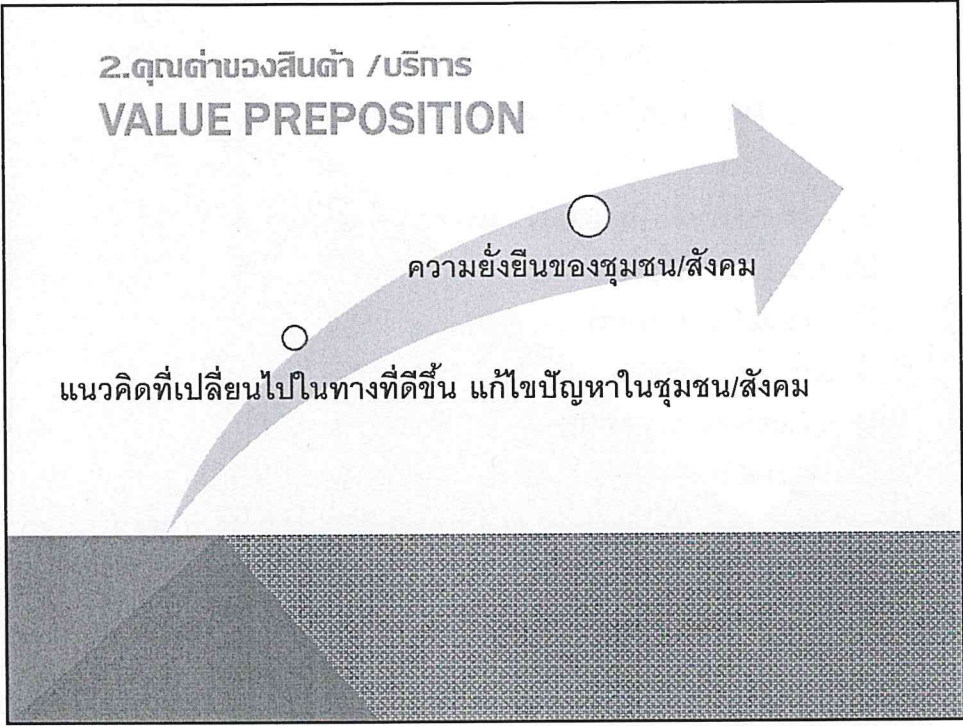 2.คุณค่าของสินค้า /บริการ
VALUE PREPOSITION
ความยั่งยืนของชุมชน/สังคม
แนวคิดที่เปลี่ยนไปในทางที่ดีขึ้น แก้ไขปัญหาในชุมชน/สังคม